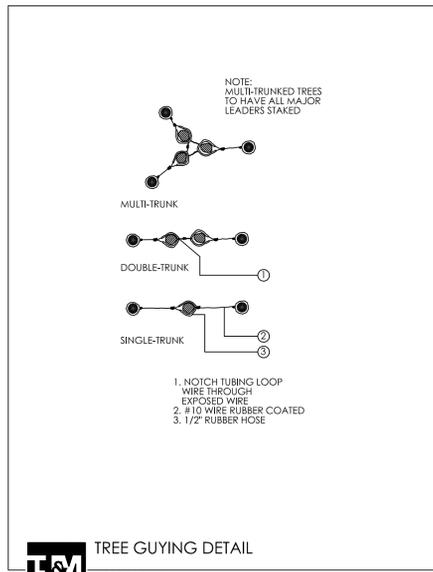 NOTE:
MULTI-TRUNKED TREES
TO HAVE ALL MAJOR
LEADERS STAKED
MULTI-TRUNK
DOUBLE-TRUNK
1
SINGLE-TRUNK
2
3
1. NOTCH TUBING LOOP
WIRE THROUGH
EXPOSED WIRE
2. #10 WIRE RUBBER COATED
3. 1/2" RUBBER HOSE
TREE GUYING DETAIL